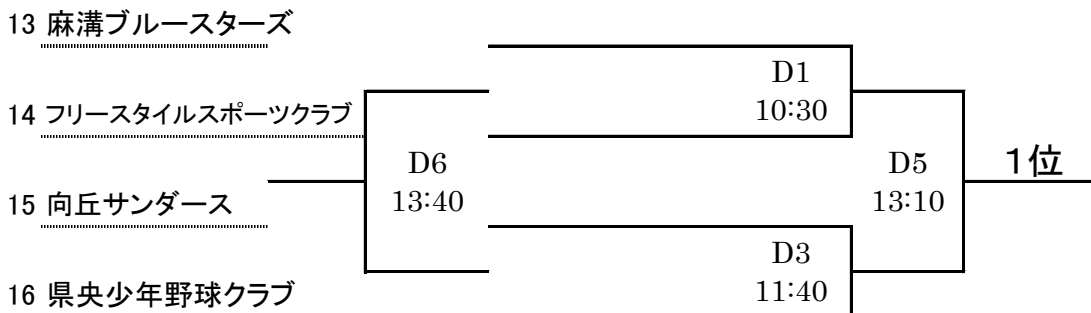 13 麻溝ブルースターズ
D1
10:30
14 フリースタイルスポーツクラブ
D6
13:40
D5
13:10
1位
15 向丘サンダース
D3
11:40
16 県央少年野球クラブ